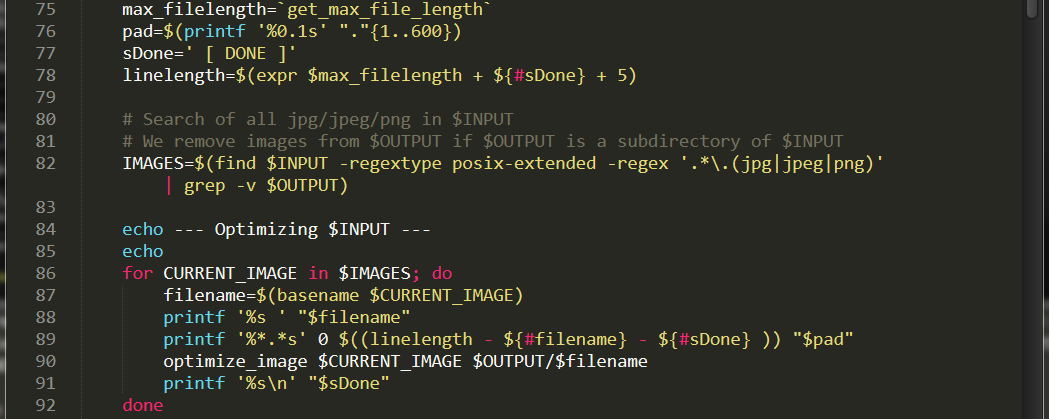 75 max_filelength=`get_max_file_length`
76 pad=$(printf '%0.1s' "."{1..600})
77 sDone=' [ DONE ]'
78 linelength=$(expr $max_filelength + ${#sDone} + 5)
79
80 # Search of all jpg/jpeg/png in $INPUT
81 # We remove images from $OUTPUT if $OUTPUT is a subdirectory of $INPUT
82 IMAGES=$(find $INPUT -regextype posix-extended -regex '.*\.(jpg|jpeg|png)'
| grep -v $OUTPUT)
83
84 echo --- Optimizing $INPUT ---
85 echo
86 for CURRENT_IMAGE in $IMAGES; do
87 filename=$(basename $CURRENT_IMAGE)
88 printf '%s ' "$filename"
89 printf '%*.*s' 0 $((linelength - ${#filename} - ${#sDone} )) "$pad"
90 optimize_image $CURRENT_IMAGE $OUTPUT/$filename
91 printf '%s\n' "$sDone"
92 done